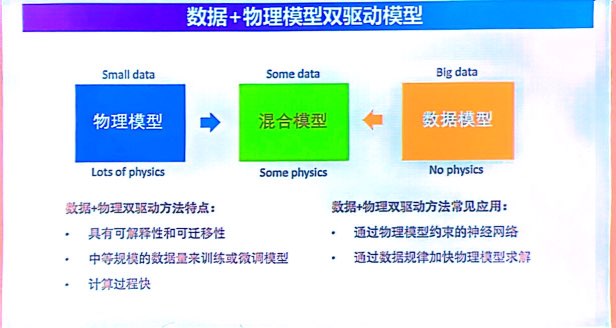 数据+物理模型双驱动模型
Small data
Some data
Big data
物理模型
混合模型
数据模型
Lots of physics
Some physics
No physics
数据+物理双驱动方法特点：
• 具有可解释性和可迁移性
• 中等规模的数据量来训练或微调模型
• 计算过程快
数据+物理双驱动方法常见应用：
• 通过物理模型约束的神经网络
• 通过数据规律加快物理模型求解